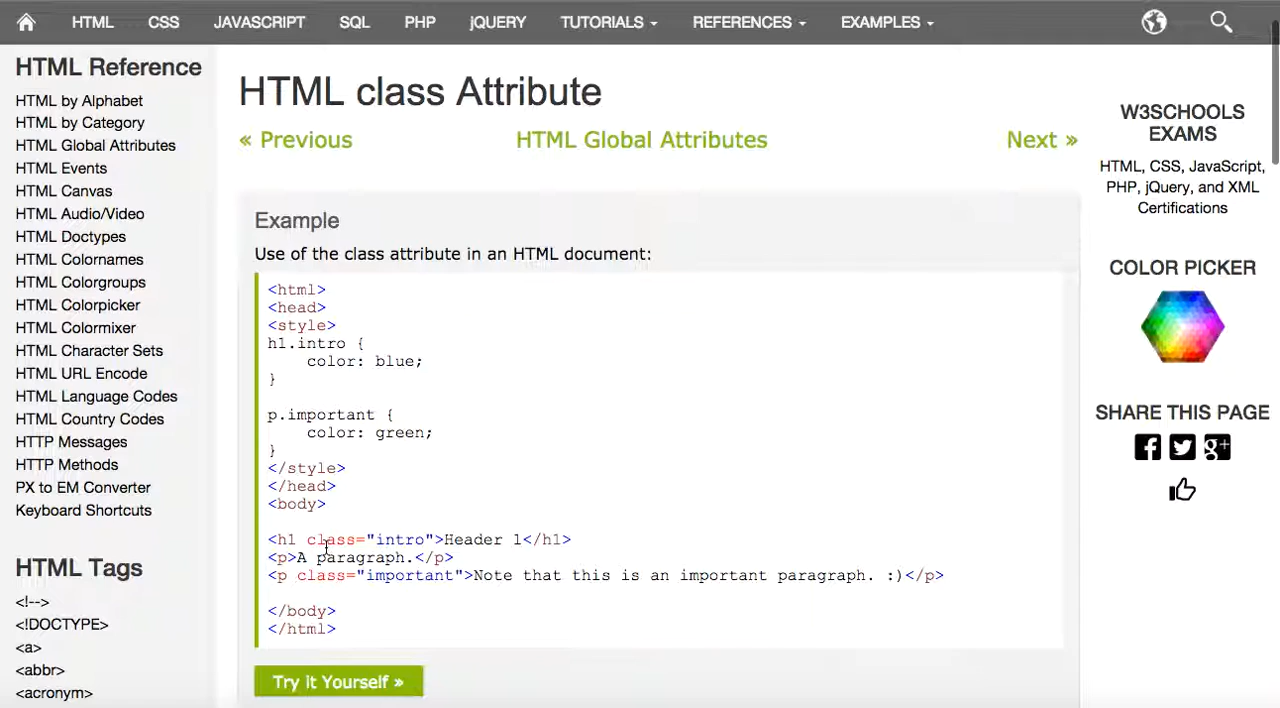 HTML CSS JAVASCRIPT SQL PHP jQUERY TUTORIALS REFERENCES EXAMPLES
HTML Reference
HTML by Alphabet
HTML by Category
HTML Global Attributes
HTML Events
HTML Canvas
HTML Audio/Video
HTML Doctypes
HTML Colornames
HTML Colorgroups
HTML Colorpicker
HTML Colormixer
HTML Character Sets
HTML URL Encode
HTML Language Codes
HTML Country Codes
HTTP Messages
HTTP Methods
PX to EM Converter
Keyboard Shortcuts
HTML Tags
<!-->
<!DOCTYPE>
<a>
<abbr>
<acronym>
HTML class Attribute
« Previous HTML Global Attributes Next »
Example
Use of the class attribute in an HTML document:
<html>
<head>
<style>
h1.intro {
    color: blue;
}
p.important {
    color: green;
}
</style>
</head>
<body>
<h1 class="intro">Header 1</h1>
<p>A paragraph.</p>
<p class="important">Note that this is an important paragraph. :)</p>
</body>
</html>
Try it Yourself »
W3SCHOOLS
EXAMS
HTML, CSS, JavaScript,
PHP, jQuery, and XML
Certifications
COLOR PICKER
SHARE THIS PAGE